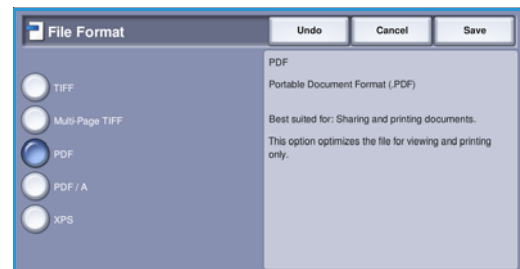 File Format
Undo
Cancel
Save
TIFF
Multi-Page TIFF
PDF
PDF / A
XPS
PDF
Portable Document Format (.PDF)
Best suited for: Sharing and printing documents.
This option optimizes the file for viewing and printing
only.